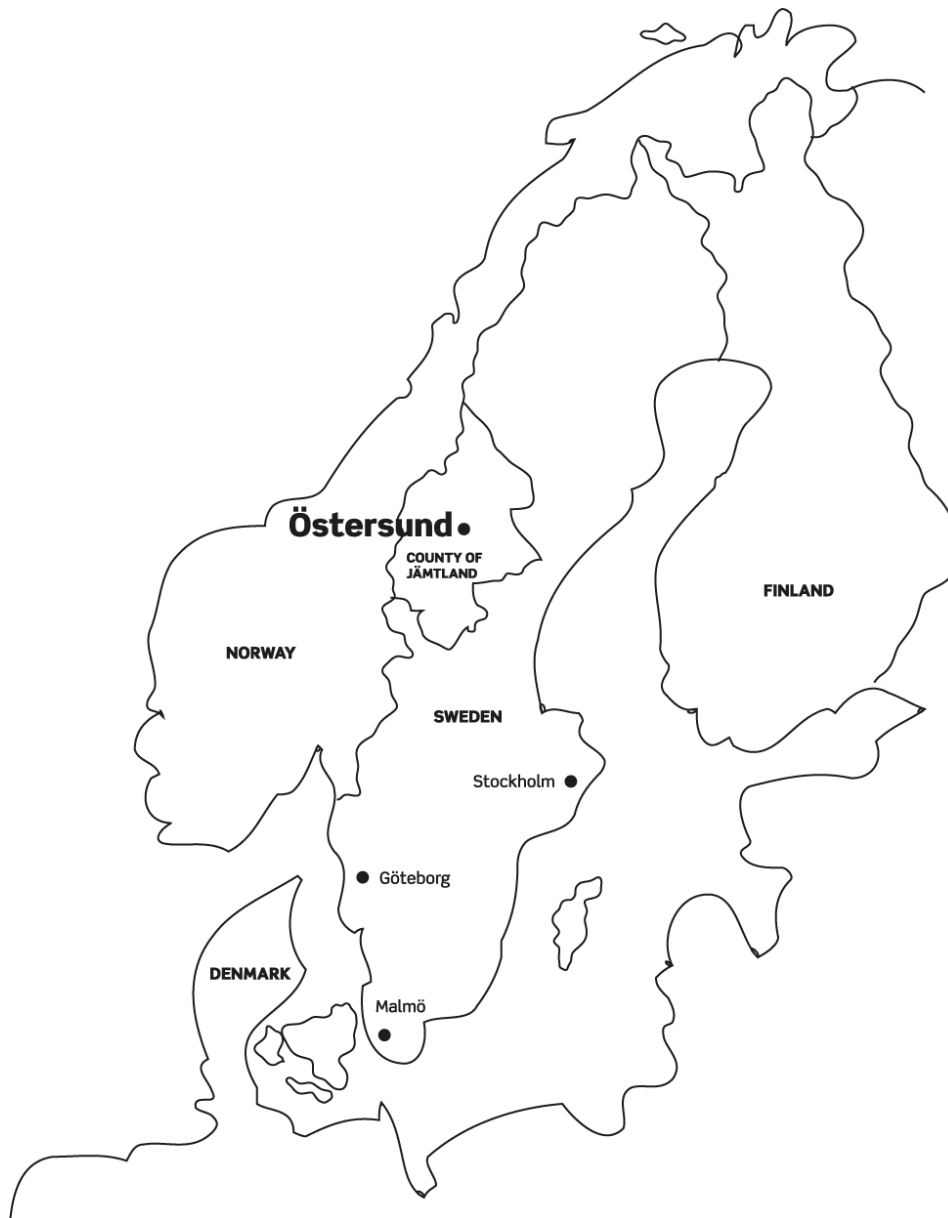 Östersund
COUNTY OF
JÄMTLAND
FINLAND
NORWAY
SWEDEN
Stockholm
Göteborg
DENMARK
Malmö